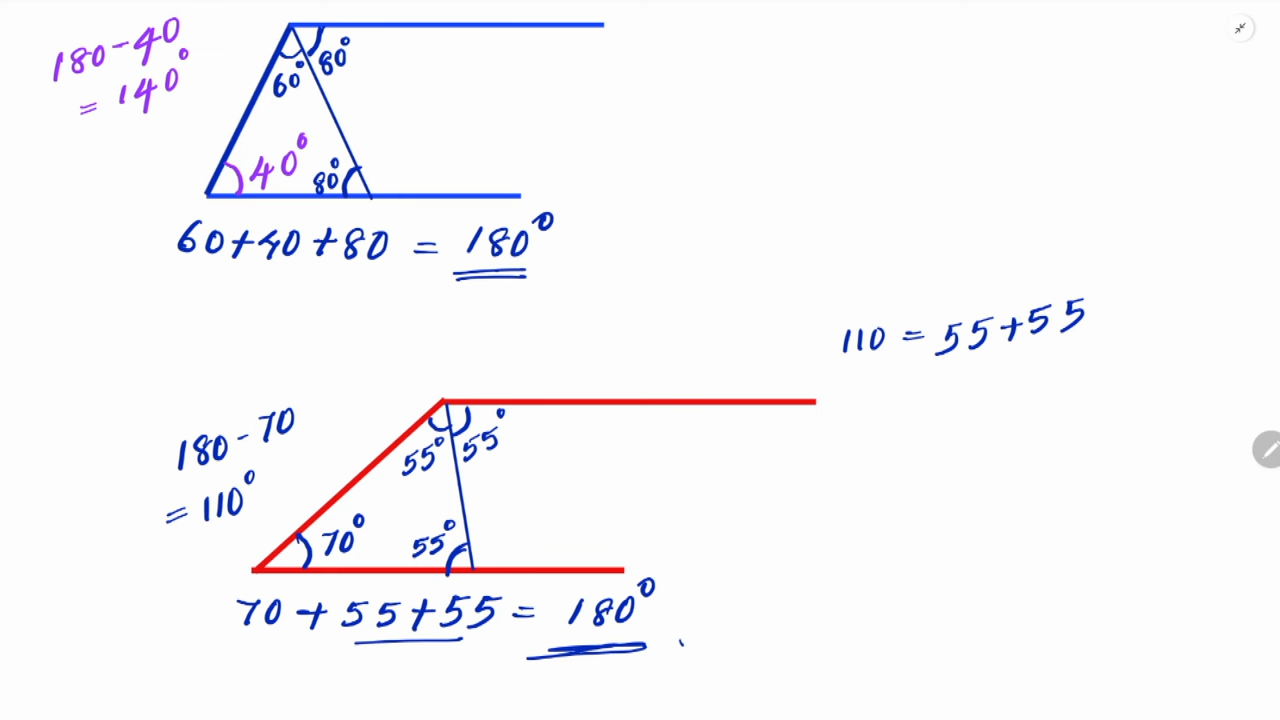 180-40
= 140°
60° 80°
40° 80°
60+40+80 = 180°
110 = 55+55
180-70
= 110°
55° 55°
70° 55°
70 + 55+55 = 180°